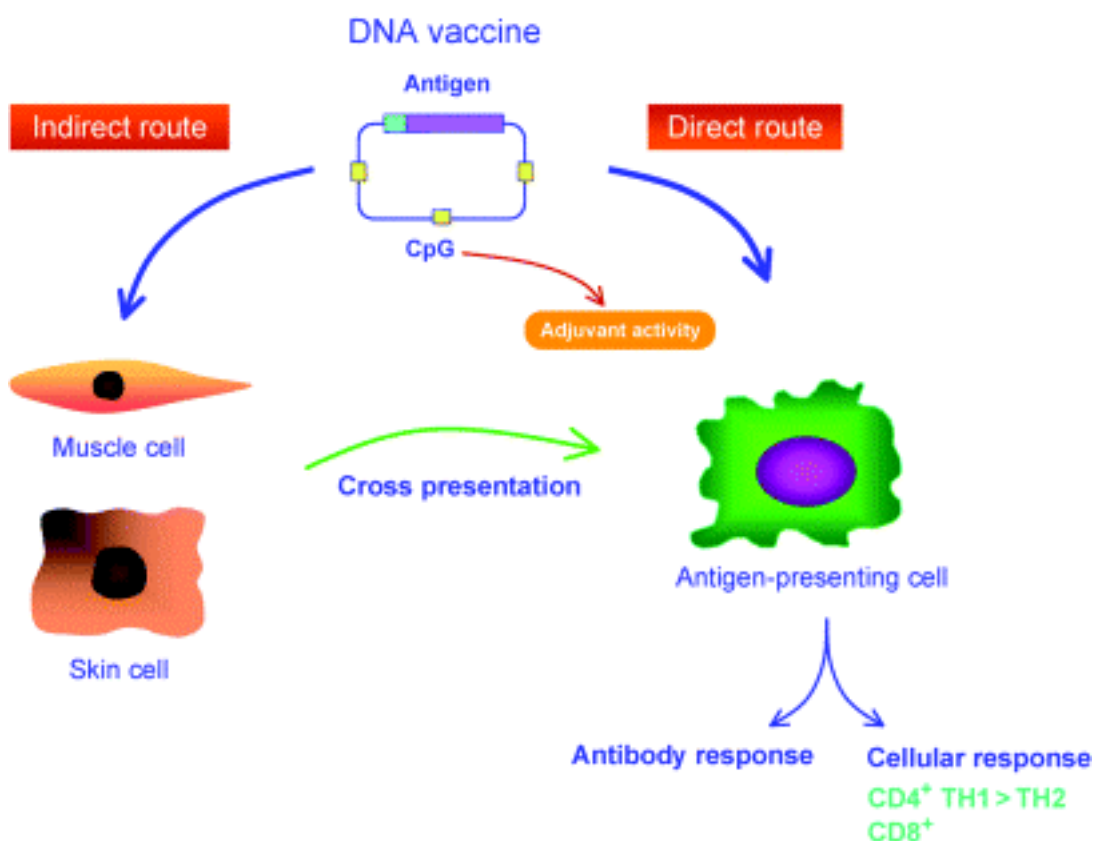 DNA vaccine
Antigen
Indirect route
Direct route
CpG
Adjuvant activity
Muscle cell
Cross presentation
Antigen-presenting cell
Skin cell
Antibody response
Cellular response
CD4⁺ TH1 > TH2
CD8⁺